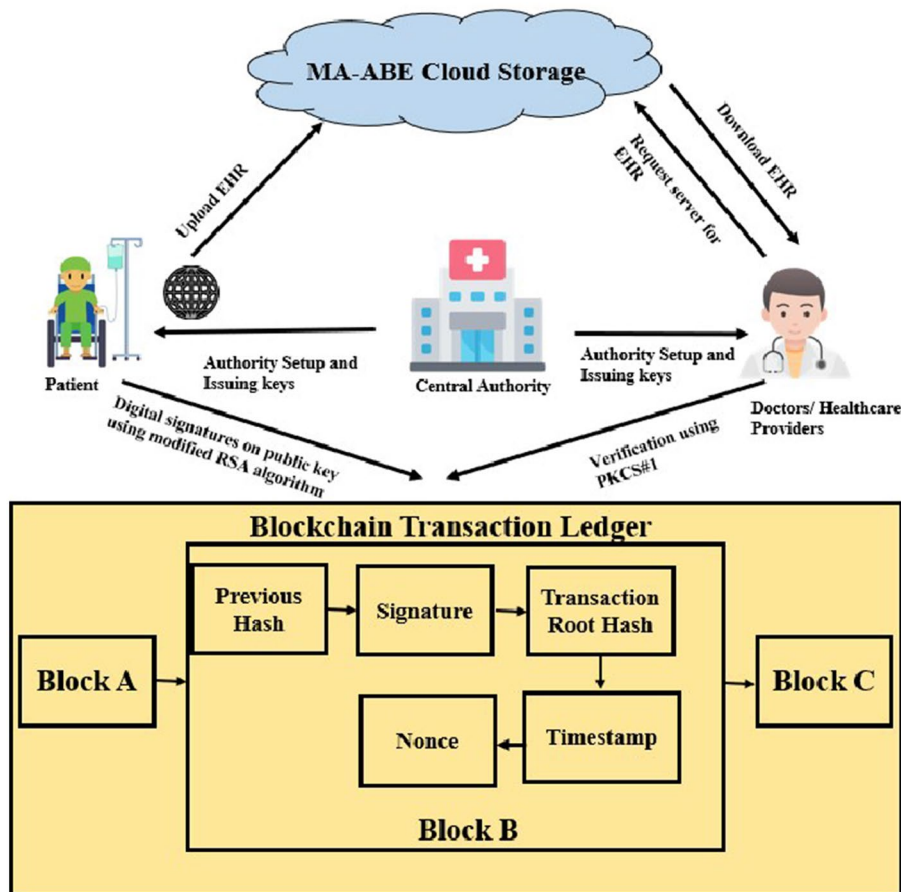 MA-ABE Cloud Storage
Upload EHR
Request server for
EHR
Download EHR
Patient
Authority Setup and
Issuing keys
Central Authority
Authority Setup and
Issuing keys
Doctors/ Healthcare
Providers
Digital signatures on public key
using modified RSA algorithm
Verification using
PKCS#1
Blockchain Transaction Ledger
Block A
Previous
Hash
Signature
Transaction
Root Hash
Nonce
Timestamp
Block B
Block C